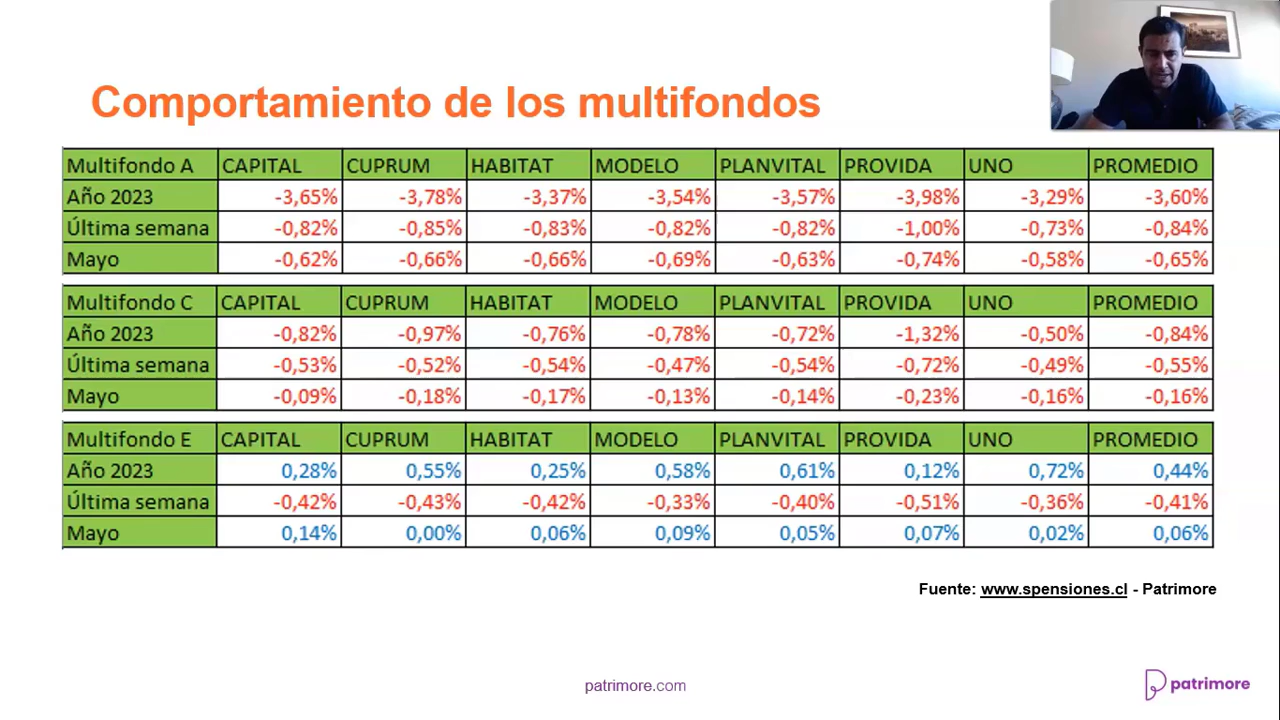 Comportamiento de los multifondos
Multifondo A CAPITAL CUPRUM HABITAT MODELO PLANVITAL PROVIDA UNO PROMEDIO
Año 2023 -3,65% -3,78% -3,37% -3,54% -3,57% -3,98% -3,29% -3,60%
Última semana -0,82% -0,85% -0,83% -0,82% -0,82% -1,00% -0,73% -0,84%
Mayo -0,62% -0,66% -0,66% -0,69% -0,63% -0,74% -0,58% -0,65%
Multifondo C CAPITAL CUPRUM HABITAT MODELO PLANVITAL PROVIDA UNO PROMEDIO
Año 2023 -0,82% -0,97% -0,76% -0,78% -0,72% -1,32% -0,50% -0,84%
Última semana -0,53% -0,52% -0,54% -0,47% -0,54% -0,72% -0,49% -0,55%
Mayo -0,09% -0,18% -0,17% -0,13% -0,14% -0,23% -0,16% -0,16%
Multifondo E CAPITAL CUPRUM HABITAT MODELO PLANVITAL PROVIDA UNO PROMEDIO
Año 2023 0,28% 0,55% 0,25% 0,58% 0,61% 0,12% 0,72% 0,44%
Última semana -0,42% -0,43% -0,42% -0,33% -0,40% -0,51% -0,36% -0,41%
Mayo 0,14% 0,00% 0,06% 0,09% 0,05% 0,07% 0,02% 0,06%
Fuente: www.spensiones.cl - Patrimore
patrimore.com
patrimore